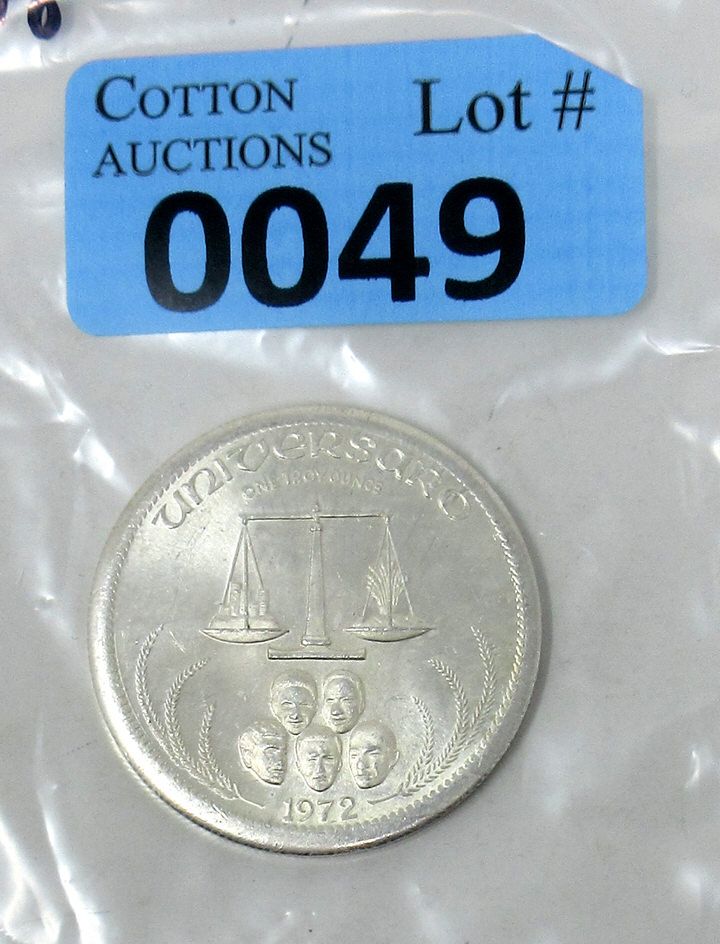 COTTON
AUCTIONS
Lot #
0049
UNIVERSARO
ONE TROY OUNCE
1972